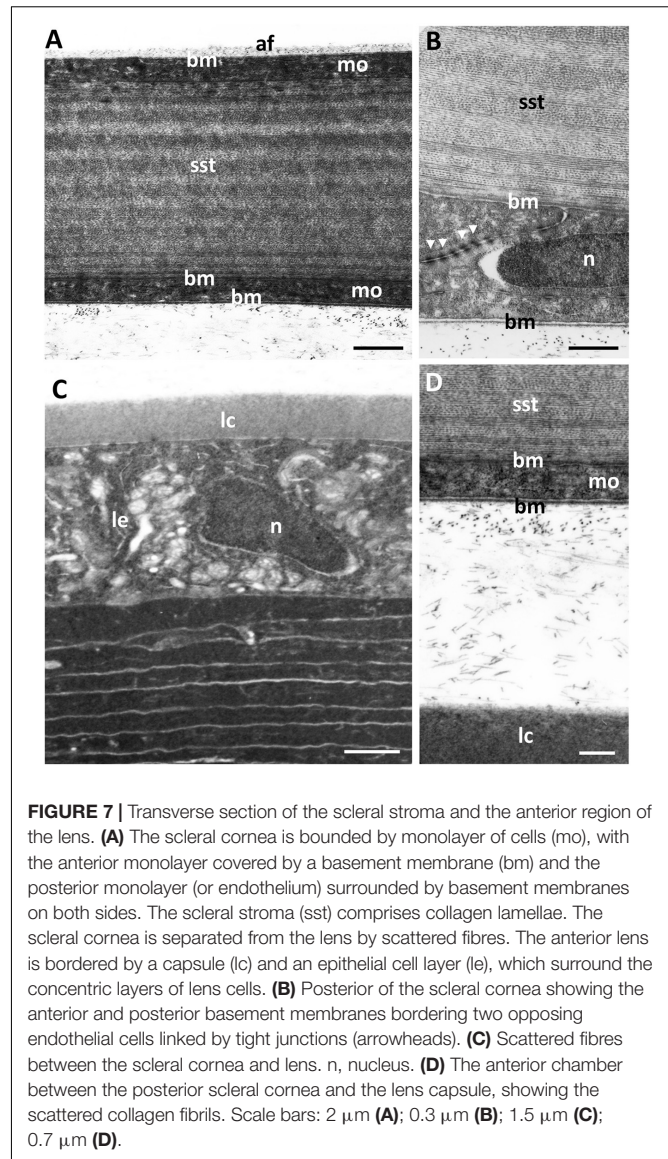 A
af
bm
mo
sst
bm
mo
bm
B
sst
bm
n
bm
C
lc
le
n
D
sst
bm
mo
bm
lc
FIGURE 7 | Transverse section of the scleral stroma and the anterior region of
the lens. (A) The scleral cornea is bounded by monolayer of cells (mo), with
the anterior monolayer covered by a basement membrane (bm) and the
posterior monolayer (or endothelium) surrounded by basement membranes
on both sides. The scleral stroma (sst) comprises collagen lamellae. The
scleral cornea is separated from the lens by scattered fibres. The anterior lens
is bordered by a capsule (lc) and an epithelial cell layer (le), which surround the
concentric layers of lens cells. (B) Posterior of the scleral cornea showing the
anterior and posterior basement membranes bordering two opposing
endothelial cells linked by tight junctions (arrowheads). (C) Scattered fibres
between the scleral cornea and lens. n, nucleus. (D) The anterior chamber
between the posterior scleral cornea and the lens capsule, showing the
scattered collagen fibrils. Scale bars: 2 μm (A); 0.3 μm (B); 1.5 μm (C);
0.7 μm (D).